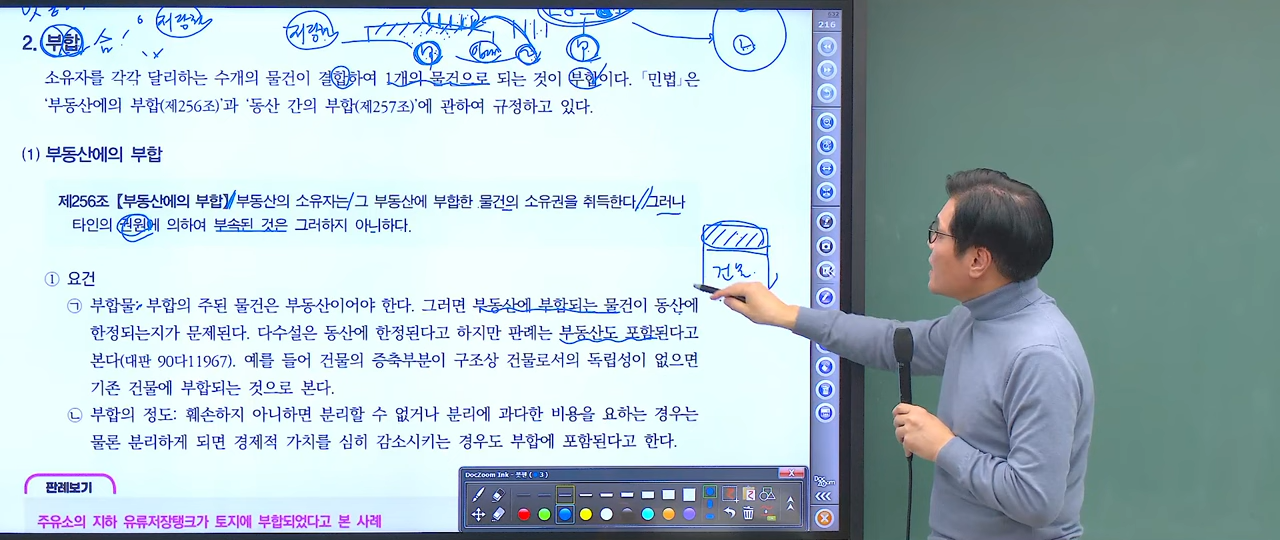 저당권
저당권
216
2. 부합
소유자를 각각 달리하는 수개의 물건이 결합하여 1개의 물건으로 되는 것이 부합이다. 「민법」은
'부동산에의 부합(제256조)'과 '동산 간의 부합(제257조)'에 관하여 규정하고 있다.
(1) 부동산에의 부합
제256조 【부동산에의 부합】 부동산의 소유자는 그 부동산에 부합한 물건의 소유권을 취득한다. 그러나
타인의 권원에 의하여 부속된 것은 그러하지 아니하다.
건물
① 요건
㉠ 부합물: 부합의 주된 물건은 부동산이어야 한다. 그러면 부동산에 부합되는 물건이 동산에
한정되는지가 문제된다. 다수설은 동산에 한정된다고 하지만 판례는 부동산도 포함된다고
본다(대판 90다11967). 예를 들어 건물의 증축부분이 구조상 건물로서의 독립성이 없으면
기존 건물에 부합되는 것으로 본다.
㉡ 부합의 정도: 훼손하지 아니하면 분리할 수 없거나 분리에 과다한 비용을 요하는 경우는
물론 분리하게 되면 경제적 가치를 심히 감소시키는 경우도 부합에 포함된다고 한다.
판례보기
주유소의 지하 유류저장탱크가 토지에 부합되었다고 본 사례
DocZoom Ink - 붓펜 ( 3 )